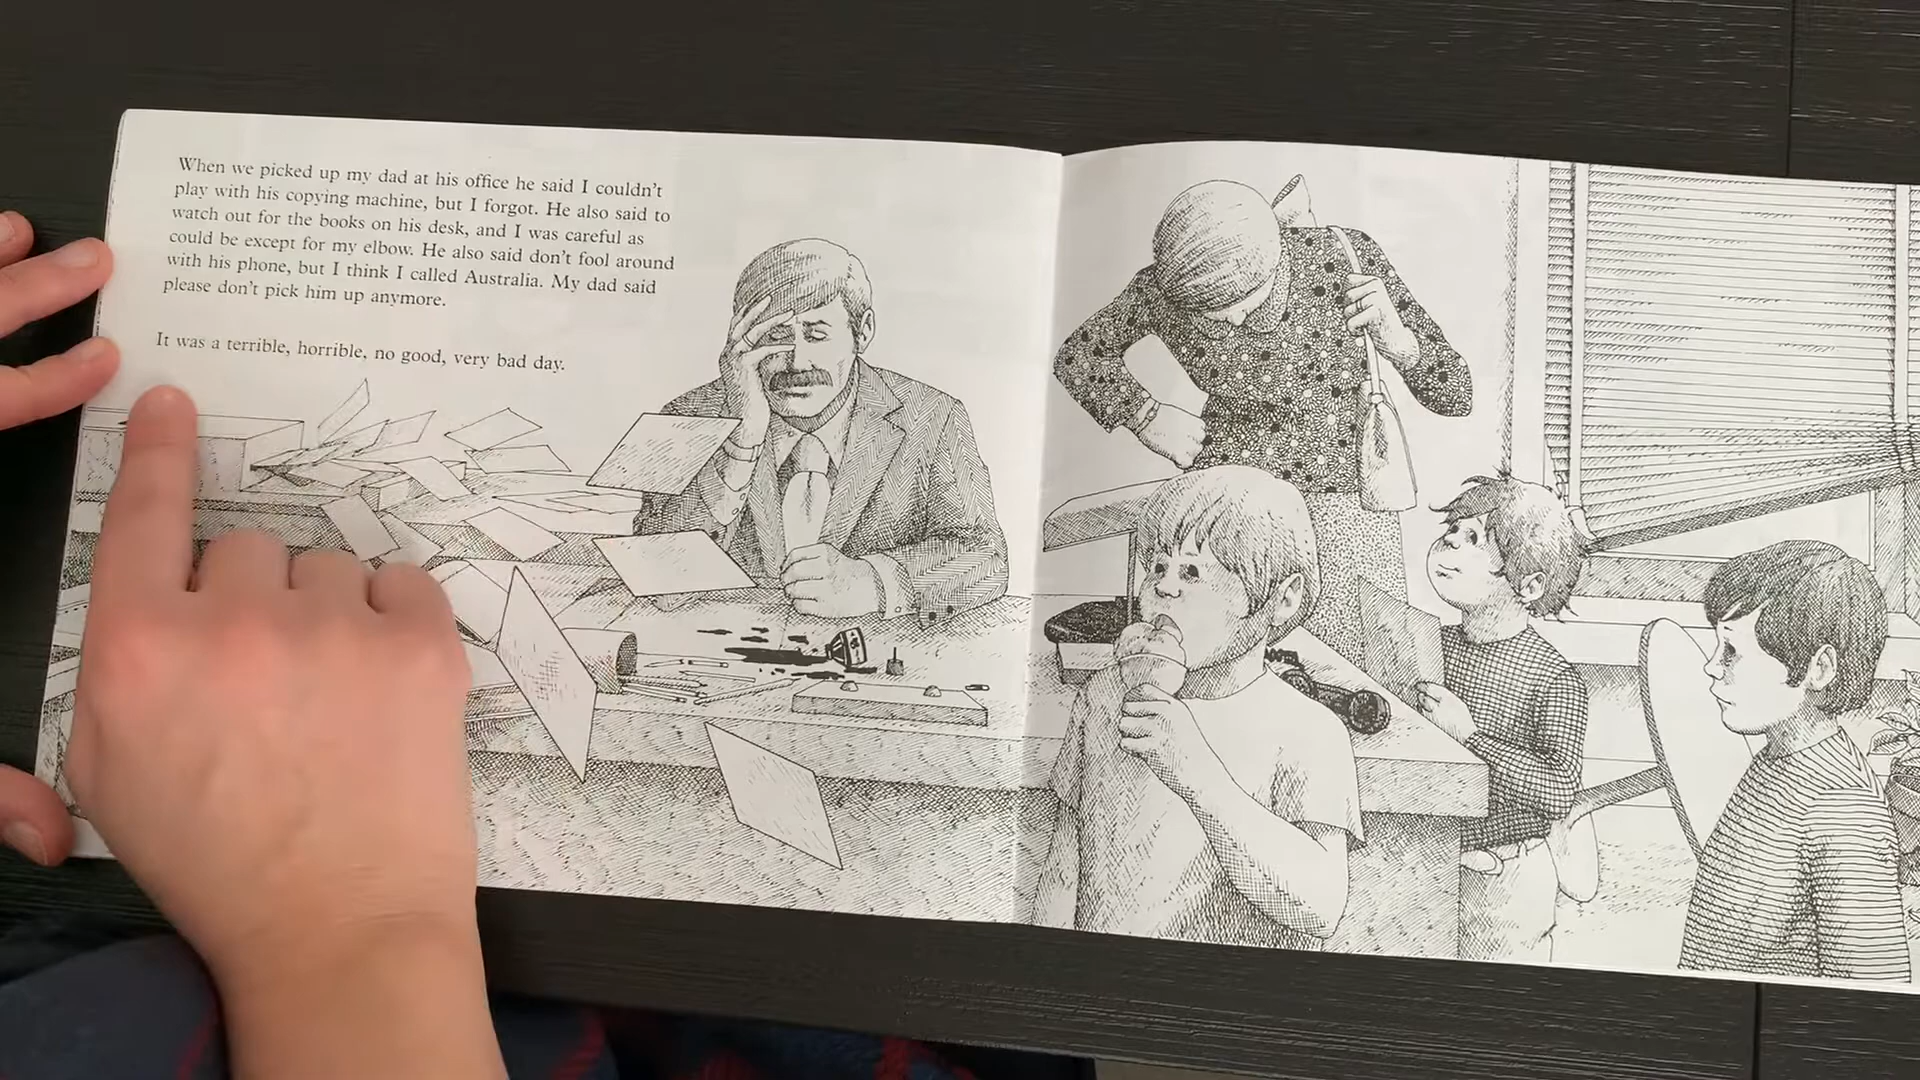 When we picked up my dad at his office he said I couldn't
play with his copying machine, but I forgot. He also said to
watch out for the books on his desk, and I was careful as
could be except for my elbow. He also said don't fool around
with his phone, but I think I called Australia. My dad said
please don't pick him up anymore.
It was a terrible, horrible, no good, very bad day.